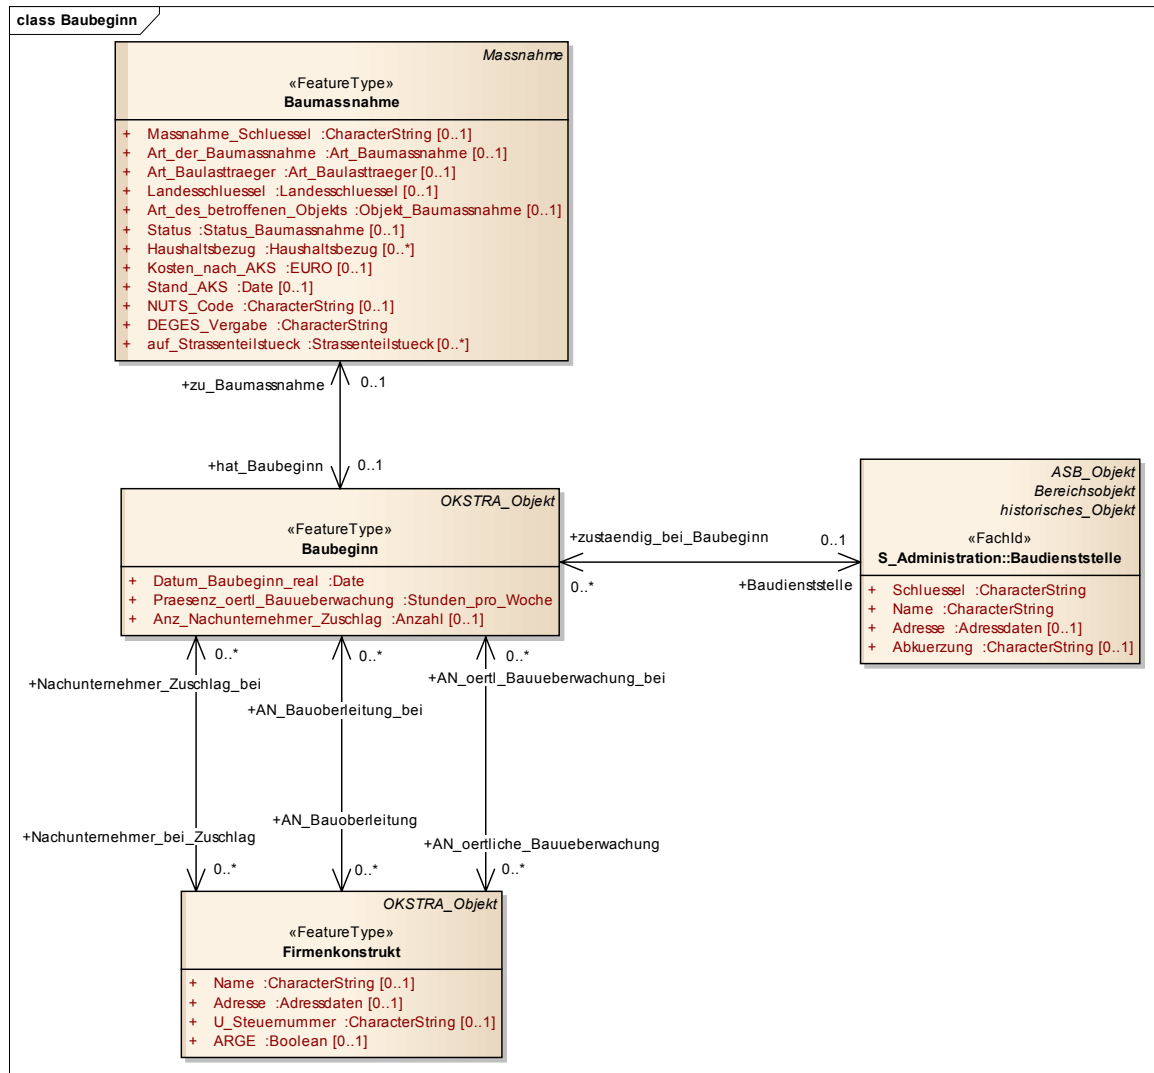 class Baubeginn
Massnahme
«FeatureType»
Baumassnahme
+ Massnahme_Schluessel :CharacterString [0..1]
+ Art_der_Baumassnahme :Art_Baumassnahme [0..1]
+ Art_Baulasttraeger :Art_Baulasttraeger [0..1]
+ Landesschluessel :Landesschluessel [0..1]
+ Art_des_betroffenen_Objekts :Objekt_Baumassnahme [0..1]
+ Status :Status_Baumassnahme [0..1]
+ Haushaltsbezug :Haushaltsbezug [0..*]
+ Kosten_nach_AKS :EURO [0..1]
+ Stand_AKS :Date [0..1]
+ NUTS_Code :CharacterString [0..1]
+ DEGES_Vergabe :CharacterString
+ auf_Strassenteilstueck :Strassenteilstueck [0..*]
+zu_Baumassnahme 0..1
+hat_Baubeginn 0..1
OKSTRA_Objekt
«FeatureType»
Baubeginn
+ Datum_Baubeginn_real :Date
+ Praesenz_oertl_Bauueberwachung :Stunden_pro_Woche
+ Anz_Nachunternehmer_Zuschlag :Anzahl [0..1]
+zustaendig_bei_Baubeginn 0..1
0..* +Baudienststelle
ASB_Objekt
Bereichsobjekt
historisches_Objekt
«FachId»
S_Administration::Baudienststelle
+ Schluessel :CharacterString
+ Name :CharacterString
+ Adresse :Adressdaten [0..1]
+ Abkuerzung :CharacterString [0..1]
0..* 0..* 0..*
+Nachunternehmer_Zuschlag_bei
+AN_oertl_Bauueberwachung_bei
+AN_Bauoberleitung_bei
+AN_Bauoberleitung
+Nachunternehmer_bei_Zuschlag
+AN_oertliche_Bauueberwachung
0..* 0..* 0..*
OKSTRA_Objekt
«FeatureType»
Firmenkonstrukt
+ Name :CharacterString [0..1]
+ Adresse :Adressdaten [0..1]
+ U_Steuernummer :CharacterString [0..1]
+ ARGE :Boolean [0..1]